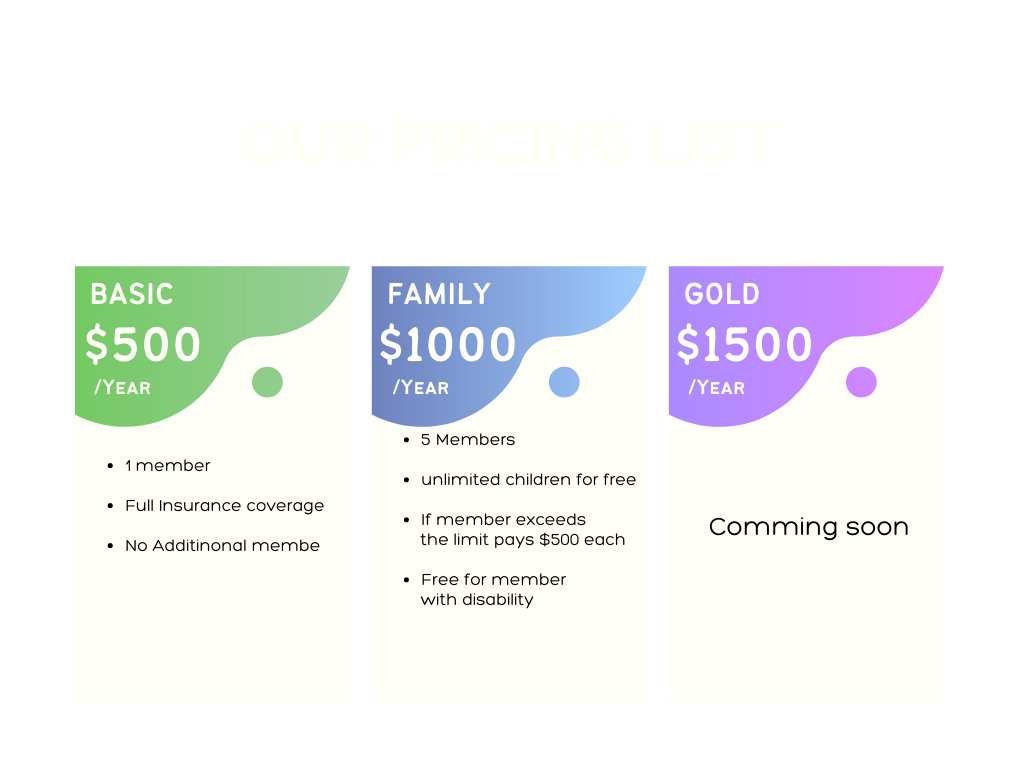 OUR PRICING LIST
BASIC
$500
/YEAR
1 member
Full Insurance coverage
No Additinonal membe
FAMILY
$1000
/YEAR
5 Members
unlimited children for free
If member exceeds
the limit pays $500 each
Free for member
with disability
GOLD
$1500
/YEAR
Comming soon